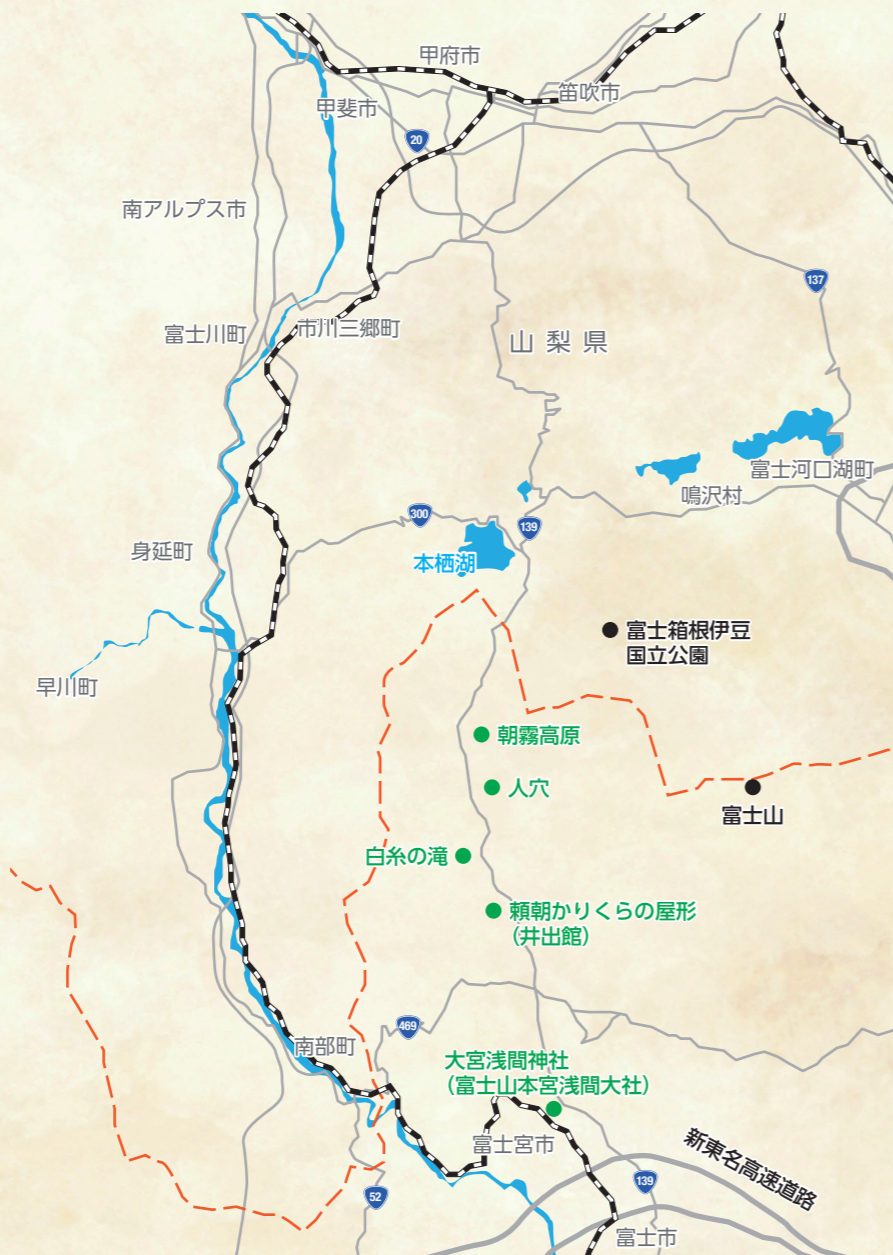 甲府市
笛吹市
甲斐市
20
南アルプス市
137
富士川町
市川三郷町
山梨県
富士河口湖町
鳴沢村
300
139
身延町
本栖湖
富士箱根伊豆
国立公園
早川町
朝霧高原
人穴
富士山
白糸の滝
頼朝かりくらの屋形
（井出館）
469
南部町
大宮浅間神社
（富士山本宮浅間大社）
富士宮市
新東名高速道路
139
52
富士市